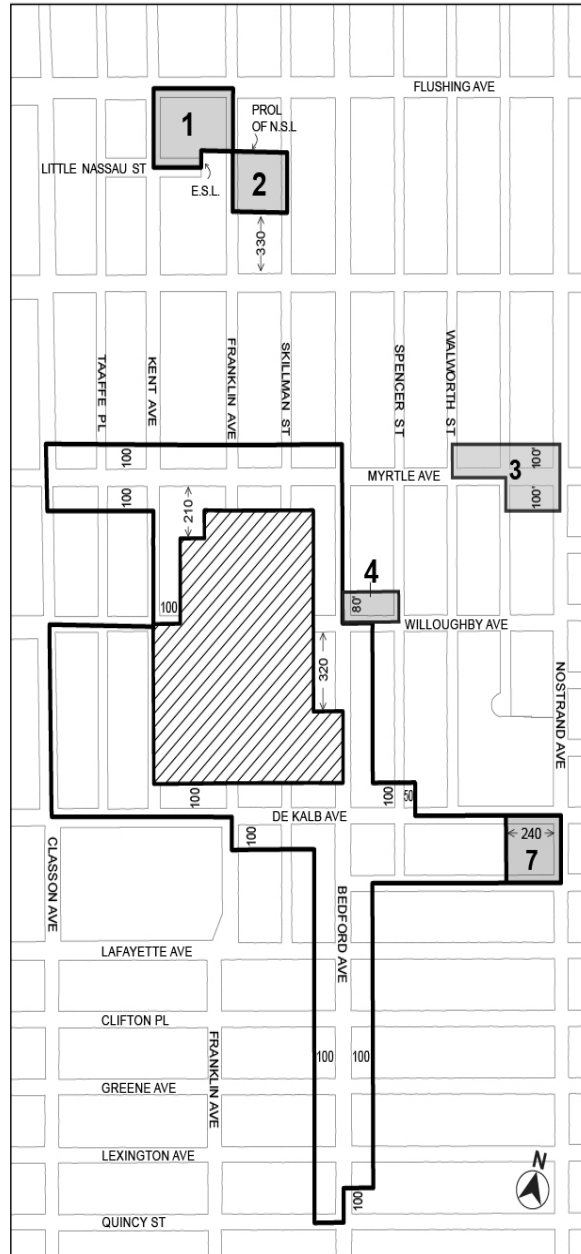 FLUSHING AVE
1
PROL
OF N.S.L
LITTLE NASSAU ST
E.S.L.
2
330
TAAFFE PL
KENT AVE
FRANKLIN AVE
SKILLMAN ST
SPENCER ST
WALWORTH ST
100
100'
3
MYRTLE AVE
100
210
100'
4
80'
100
WILLOUGHBY AVE
320
NOSTRAND AVE
100
100
50
DE KALB AVE
100
240
7
CLASSON AVE
BEDFORD AVE
LAFAYETTE AVE
CLIFTON PL
FRANKLIN AVE
100
100
GREENE AVE
LEXINGTON AVE
100
N
QUINCY ST